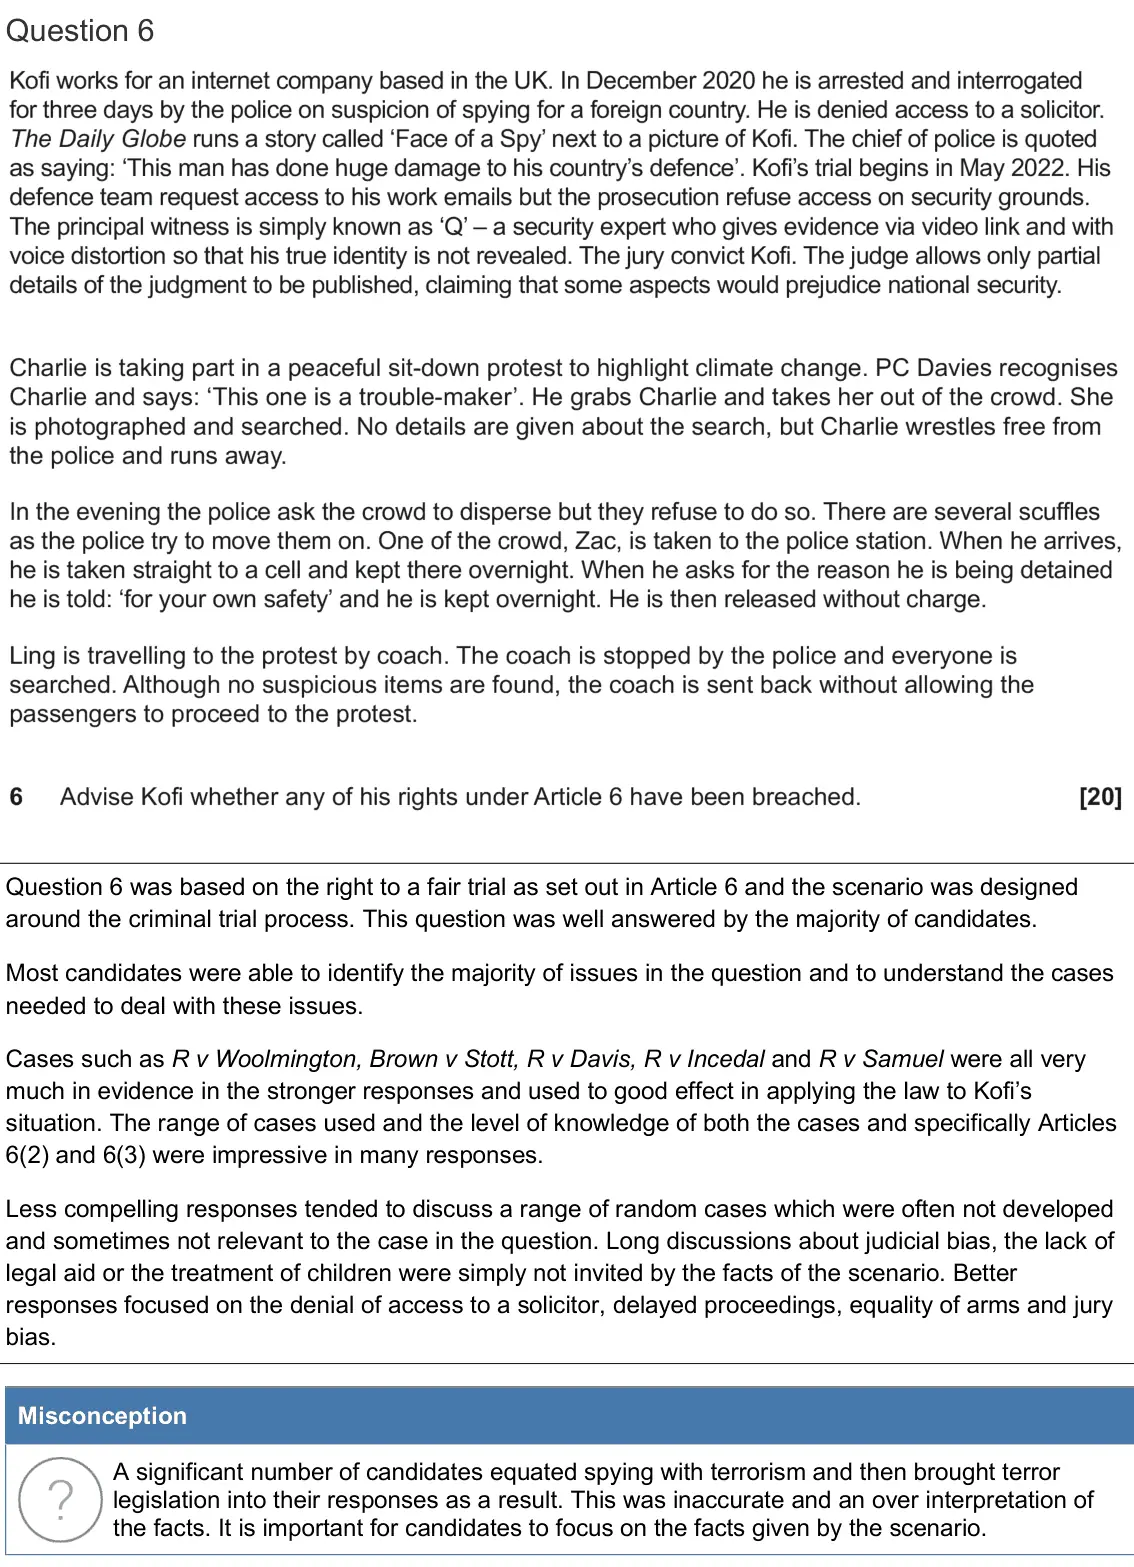 Question 6
Kofi works for an internet company based in the UK. In December 2020 he is arrested and interrogated
for three days by the police on suspicion of spying for a foreign country. He is denied access to a solicitor.
The Daily Globe runs a story called ‘Face of a Spy’ next to a picture of Kofi. The chief of police is quoted
as saying: ‘This man has done huge damage to his country’s defence’. Kofi’s trial begins in May 2022. His
defence team request access to his work emails but the prosecution refuse access on security grounds.
The principal witness is simply known as ‘Q’ – a security expert who gives evidence via video link and with
voice distortion so that his true identity is not revealed. The jury convict Kofi. The judge allows only partial
details of the judgment to be published, claiming that some aspects would prejudice national security.
Charlie is taking part in a peaceful sit-down protest to highlight climate change. PC Davies recognises
Charlie and says: ‘This one is a trouble-maker’. He grabs Charlie and takes her out of the crowd. She
is photographed and searched. No details are given about the search, but Charlie wrestles free from
the police and runs away.
In the evening the police ask the crowd to disperse but they refuse to do so. There are several scuffles
as the police try to move them on. One of the crowd, Zac, is taken to the police station. When he arrives,
he is taken straight to a cell and kept there overnight. When he asks for the reason he is being detained
he is told: ‘for your own safety’ and he is kept overnight. He is then released without charge.
Ling is travelling to the protest by coach. The coach is stopped by the police and everyone is
searched. Although no suspicious items are found, the coach is sent back without allowing the
passengers to proceed to the protest.
6 Advise Kofi whether any of his rights under Article 6 have been breached. [20]
Question 6 was based on the right to a fair trial as set out in Article 6 and the scenario was designed
around the criminal trial process. This question was well answered by the majority of candidates.
Most candidates were able to identify the majority of issues in the question and to understand the cases
needed to deal with these issues.
Cases such as R v Woolmington, Brown v Stott, R v Davis, R v Incedal and R v Samuel were all very
much in evidence in the stronger responses and used to good effect in applying the law to Kofi’s
situation. The range of cases used and the level of knowledge of both the cases and specifically Articles
6(2) and 6(3) were impressive in many responses.
Less compelling responses tended to discuss a range of random cases which were often not developed
and sometimes not relevant to the case in the question. Long discussions about judicial bias, the lack of
legal aid or the treatment of children were simply not invited by the facts of the scenario. Better
responses focused on the denial of access to a solicitor, delayed proceedings, equality of arms and jury
bias.
Misconception
?
A significant number of candidates equated spying with terrorism and then brought terror
legislation into their responses as a result. This was inaccurate and an over interpretation of
the facts. It is important for candidates to focus on the facts given by the scenario.